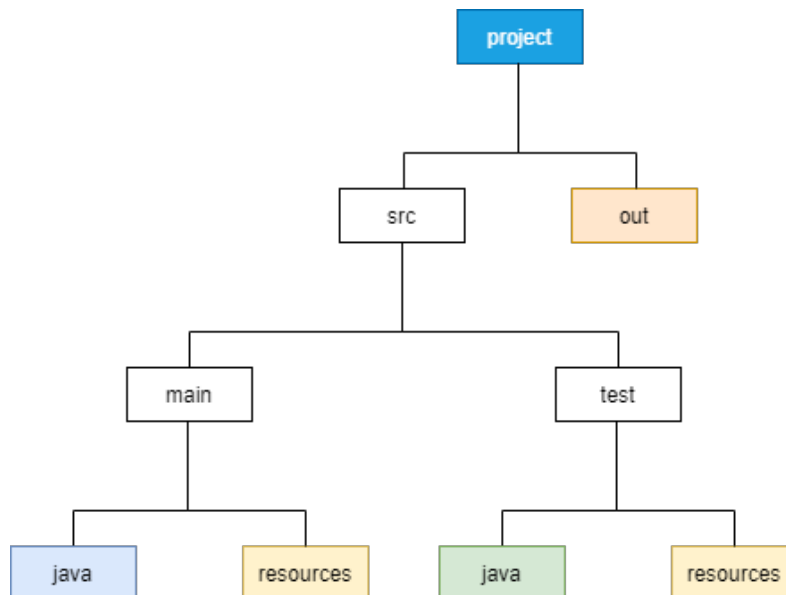 project
src
out
main
test
java
resources
java
resources